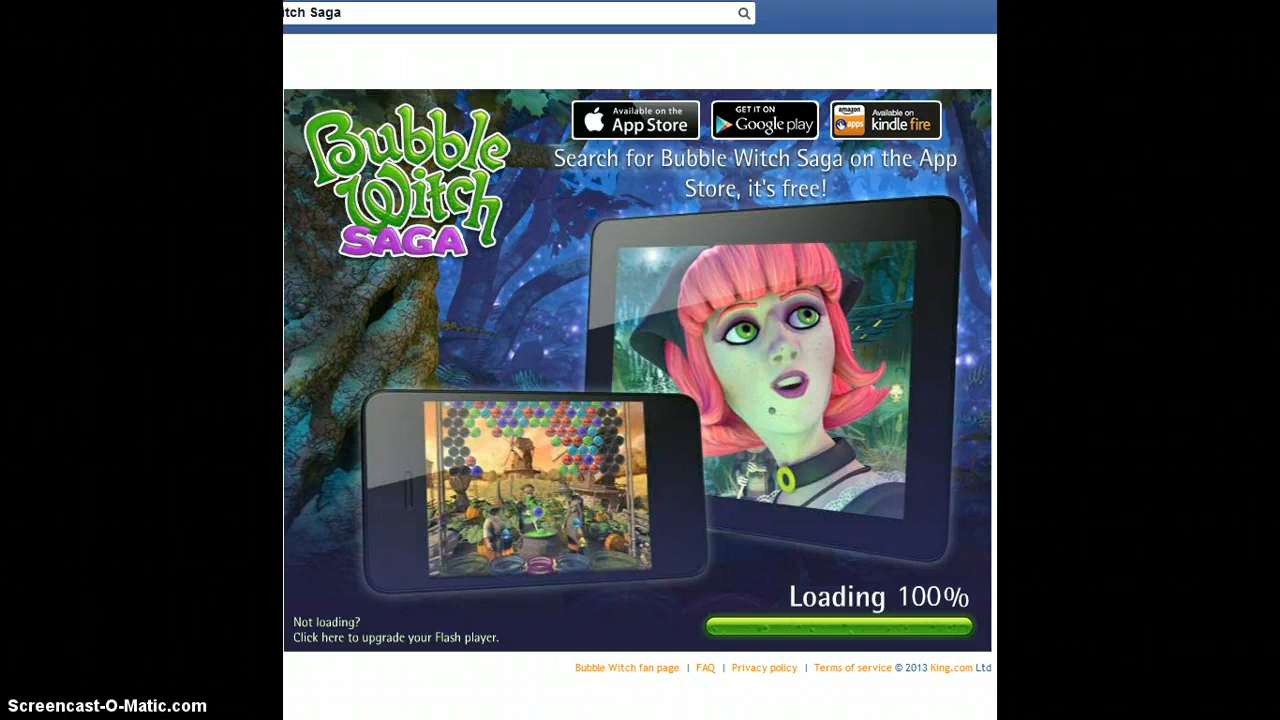 itch Saga
Bubble
Witch
SAGA
Available on the
App Store
GET IT ON
Google play
amazon
apps
Available on
kindle fire
Search for Bubble Witch Saga on the App
Store, it's free!
Loading 100%
Not loading?
Click here to upgrade your Flash player.
Bubble Witch fan page | FAQ | Privacy policy | Terms of service © 2013 King.com Ltd
Screencast-O-Matic.com